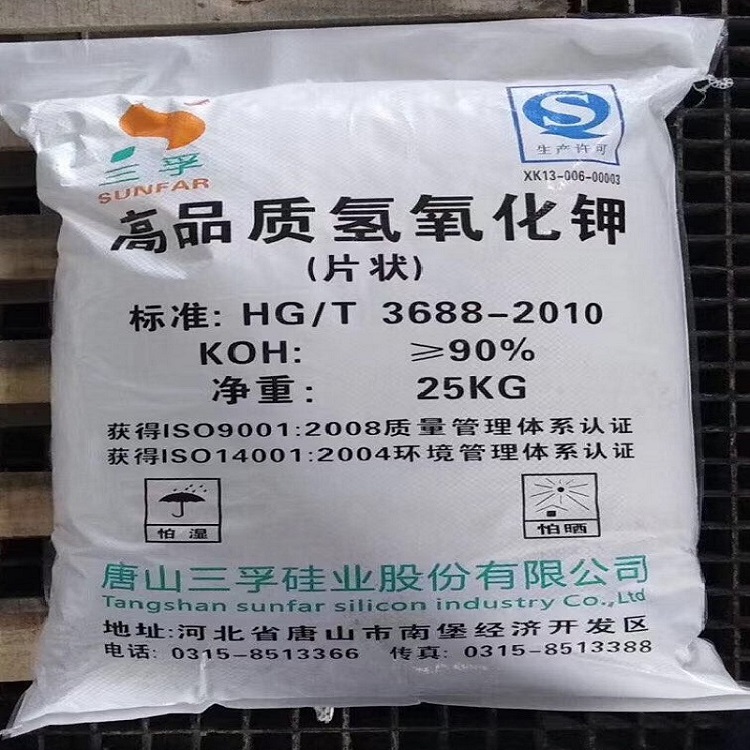 三孚
SUNFAR
生产许可
XK13-006-00003
高品质氢氧化钾
(片状)
标准: HG/T 3688-2010
KOH: ≥90%
净重: 25KG
获得ISO9001:2008质量管理体系认证
获得ISO14001:2004环境管理体系认证
怕湿
怕晒
唐山三孚硅业股份有限公司
Tangshan sunfar silicon industry Co.,Ltd
地址:河北省唐山市南堡经济开发区
电话: 0315-8513366 传真: 0315-8513388